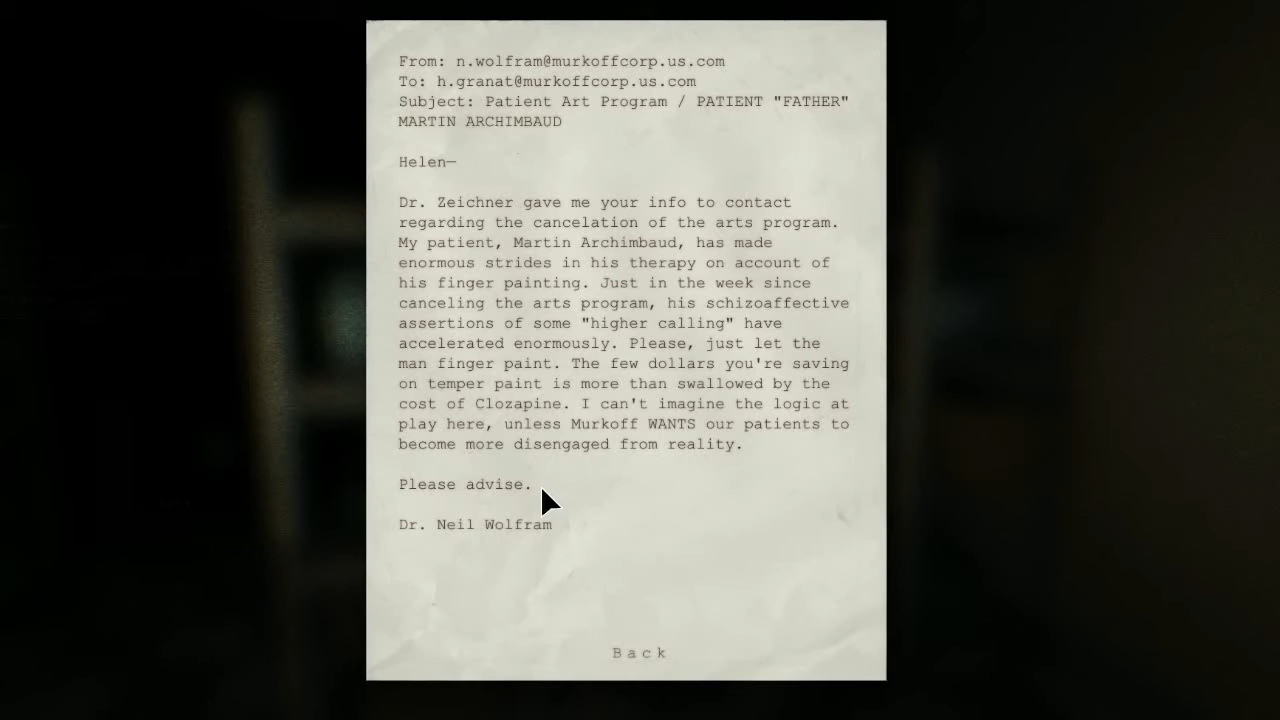 From: n.wolfram@murkoffcorp.us.com
To: h.granat@murkoffcorp.us.com
Subject: Patient Art Program / PATIENT "FATHER"
MARTIN ARCHIMBAUD
Helen—
Dr. Zeichner gave me your info to contact
regarding the cancelation of the arts program.
My patient, Martin Archimbaud, has made
enormous strides in his therapy on account of
his finger painting. Just in the week since
canceling the arts program, his schizoaffective
assertions of some "higher calling" have
accelerated enormously. Please, just let the
man finger paint. The few dollars you're saving
on temper paint is more than swallowed by the
cost of Clozapine. I can't imagine the logic at
play here, unless Murkoff WANTS our patients to
become more disengaged from reality.
Please advise.
Dr. Neil Wolfram
Back